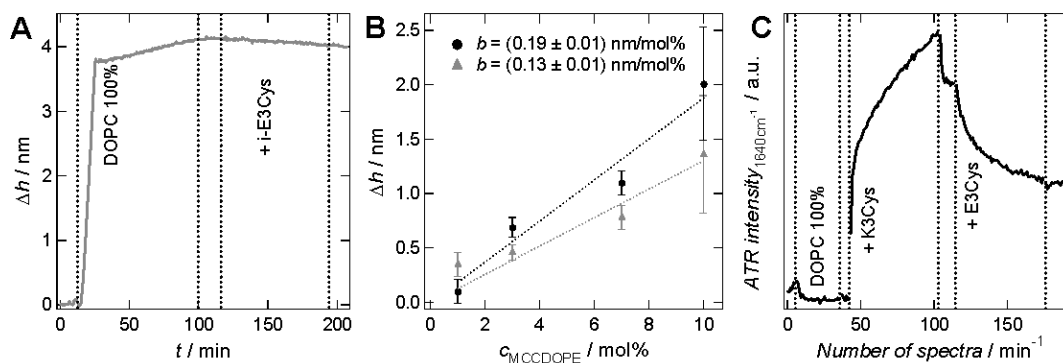 A
Δh / nm
4
3
2
1
0
DOPC 100%
+ i-E3Cys
0
50
100
150
200
t / min
B
b = (0.19 ± 0.01) nm/mol%
b = (0.13 ± 0.01) nm/mol%
Δh / nm
2.5
2.0
1.5
1.0
0.5
0.0
0
2
4
6
8
10
cMCCDOPE / mol%
C
ATR intensity1640cm-1 / a.u.
DOPC 100%
+ K3Cys
+ E3Cys
0
50
100
150
Number of spectra / min-1